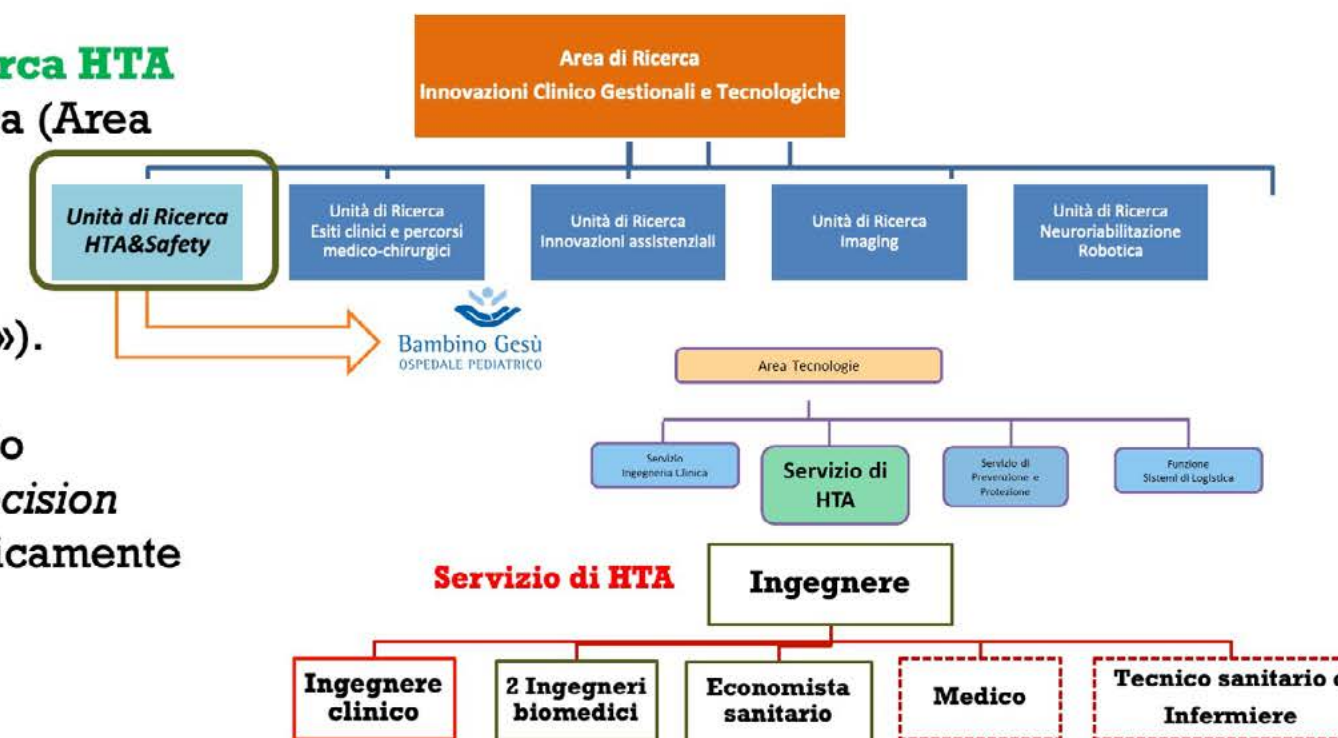 rca HTA
a (Area
»).
o
cision
icamente
Area di Ricerca
Innovazioni Clinico Gestionali e Tecnologiche
Unità di Ricerca
HTA&Safety
Unità di Ricerca
Esiti clinici e percorsi
medico-chirurgici
Unità di Ricerca
Innovazioni assistenziali
Unità di Ricerca
Imaging
Unità di Ricerca
Neuroriabilitazione
Robotica
Bambino Gesù
OSPEDALE PEDIATRICO
Area Tecnologie
Servizio
Ingegneria Clinica
Servizio di
HTA
Servizio di
Prevenzione e
Protezione
Funzione
Sistemi di Logistica
Servizio di HTA
Ingegnere
Ingegnere
clinico
2 Ingegneri
biomedici
Economista
sanitario
Medico
Tecnico sanitario
Infermiere